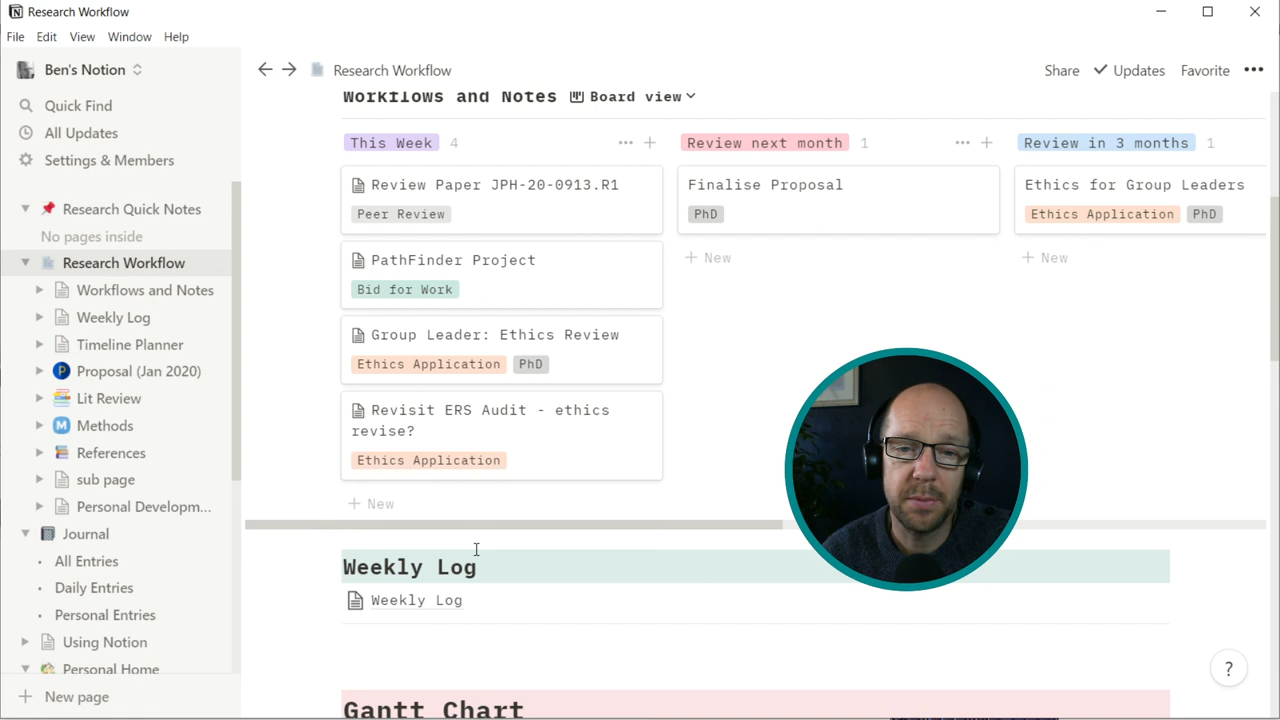 Research Workflow
File Edit View Window Help
Ben's Notion
Quick Find
All Updates
Settings & Members
Research Quick Notes
No pages inside
Research Workflow
Workflows and Notes
Weekly Log
Timeline Planner
Proposal (Jan 2020)
Lit Review
Methods
References
sub page
Personal Developm...
Journal
All Entries
Daily Entries
Personal Entries
Using Notion
Personal Home
New page
Research Workflow
Share Updates Favorite
Workflows and Notes Board view
This Week 4
Review Paper JPH-20-0913.R1
Peer Review
PathFinder Project
Bid for Work
Group Leader: Ethics Review
Ethics Application PhD
Revisit ERS Audit - ethics
revise?
Ethics Application
+ New
Review next month 1
Finalise Proposal
PhD
+ New
Review in 3 months 1
Ethics for Group Leaders
Ethics Application PhD
+ New
Weekly Log
Weekly Log
Gantt Chart
?